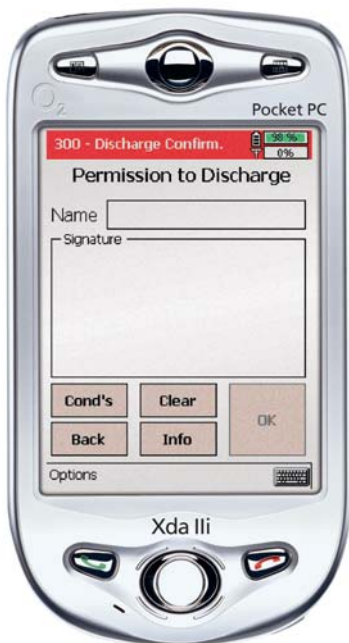 O2
Pocket PC
300 - Discharge Confirm.
98 %
0%
Permission to Discharge
Name
Signature
Cond's
Clear
OK
Back
Info
Options
Xda IIi